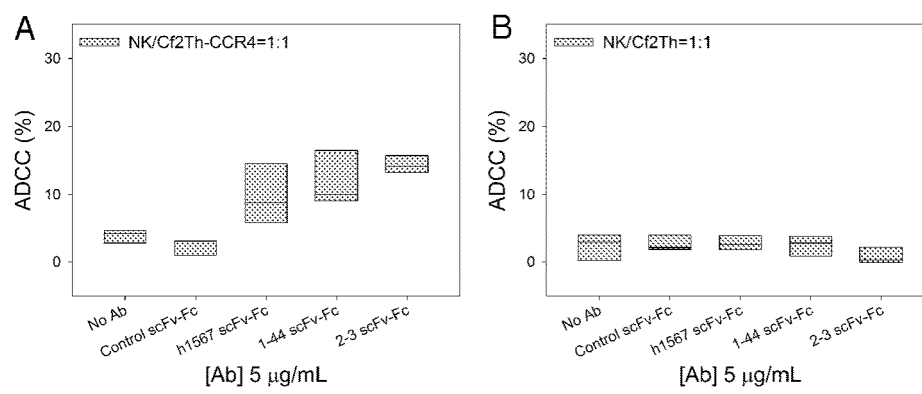 A
NK/Cf2Th-CCR4=1:1
30
20
10
0
ADCC (%)
No Ab
Control scFv-Fc
h1567 scFv-Fc
1-44 scFv-Fc
2-3 scFv-Fc
[Ab] 5 μg/mL
B
NK/Cf2Th=1:1
30
20
10
0
ADCC (%)
No Ab
Control scFv-Fc
h1567 scFv-Fc
1-44 scFv-Fc
2-3 scFv-Fc
[Ab] 5 μg/mL